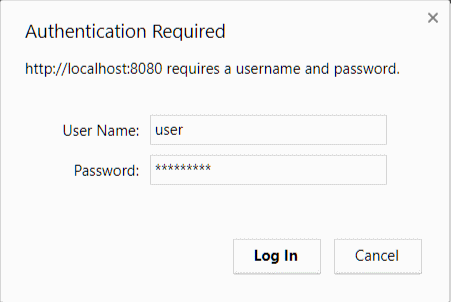 Authentication Required
http://localhost:8080 requires a username and password.
User Name: user
Password: *********
Log In Cancel